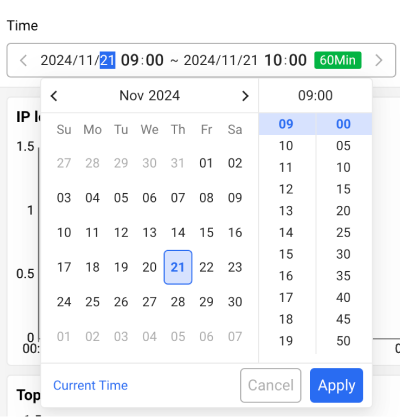 Time
2024/11/21 09:00 ~ 2024/11/21 10:00 60Min
Nov 2024 09:00
Su Mo Tu We Th Fr Sa
27 28 29 30 31 01 02
03 04 05 06 07 08 09
10 11 12 13 14 15 16
17 18 19 20 21 22 23
24 25 26 27 28 29 30
01 02 03 04 05 06 07
09 00
10 05
11 10
12 15
13 20
14 25
15 30
16 35
17 40
18 45
19 50
Current Time Cancel Apply
IP
1.5
1
0.5
0
00:
Top